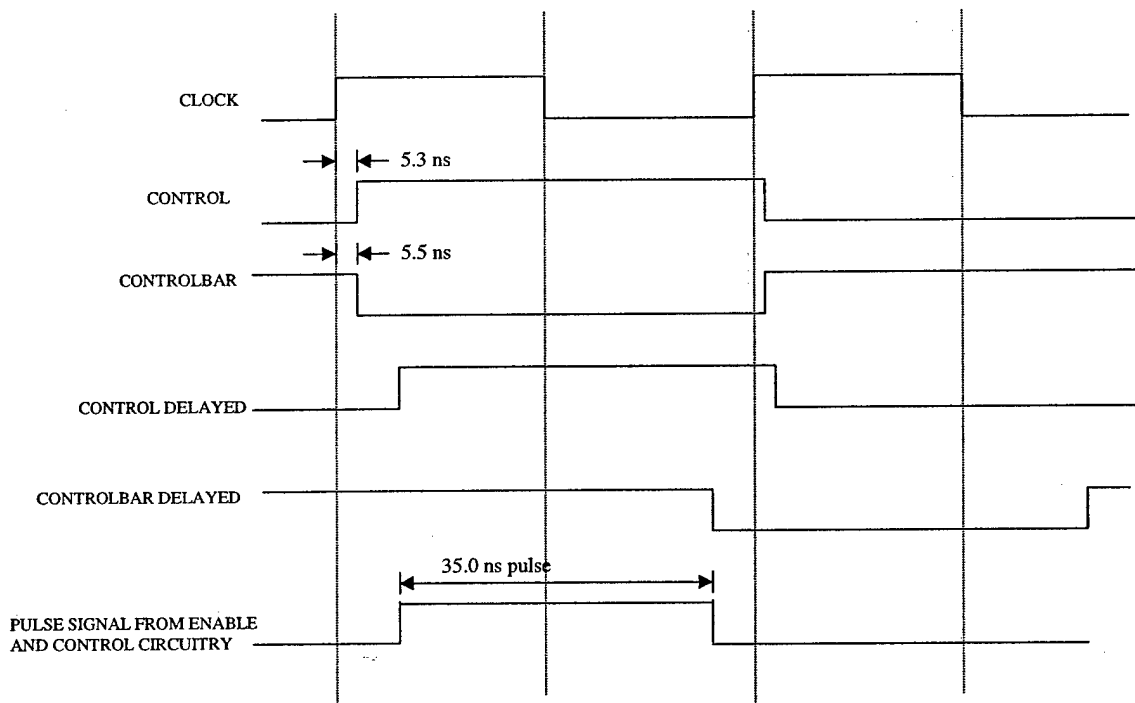 CLOCK
5.3 ns
CONTROL
5.5 ns
CONTROLBAR
CONTROL DELAYED
CONTROLBAR DELAYED
35.0 ns pulse
PULSE SIGNAL FROM ENABLE
AND CONTROL CIRCUITRY